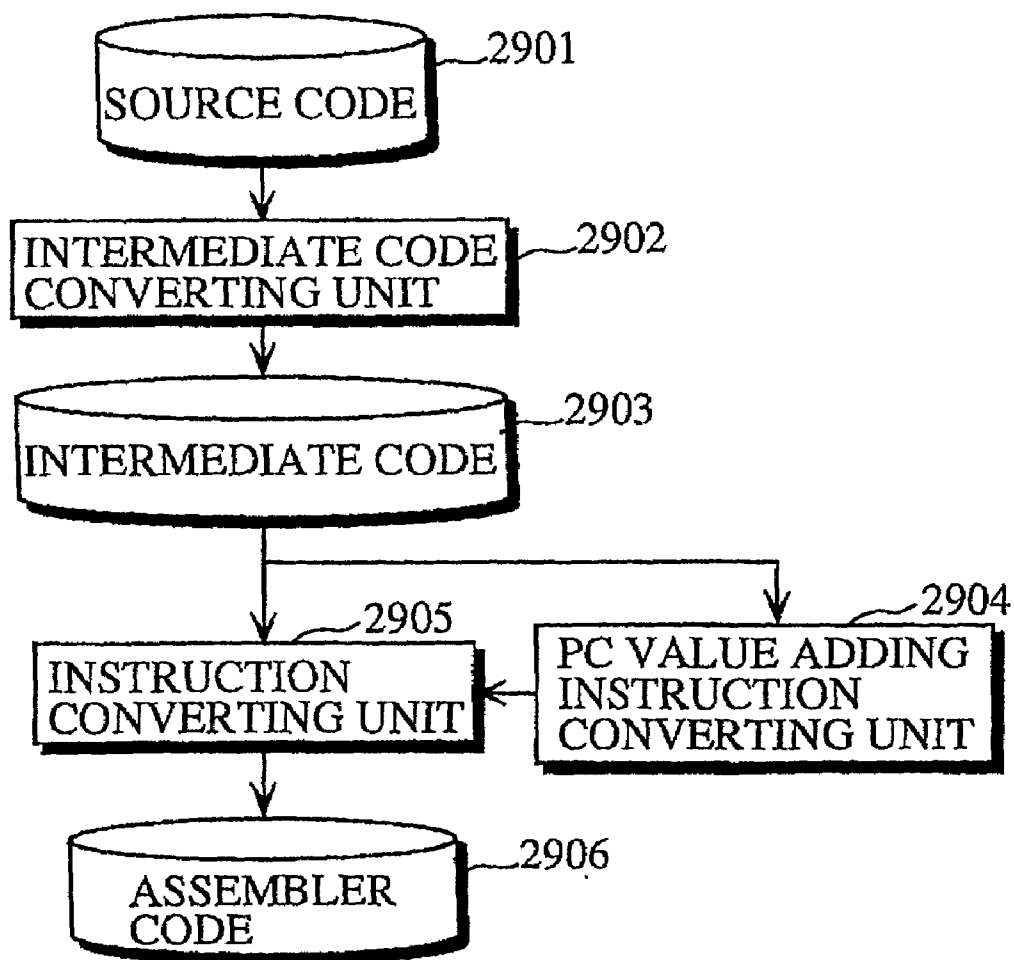 2901
SOURCE CODE
2902
INTERMEDIATE CODE
CONVERTING UNIT
2903
INTERMEDIATE CODE
2905
INSTRUCTION
CONVERTING UNIT
2904
PC VALUE ADDING
INSTRUCTION
CONVERTING UNIT
2906
ASSEMBLER
CODE